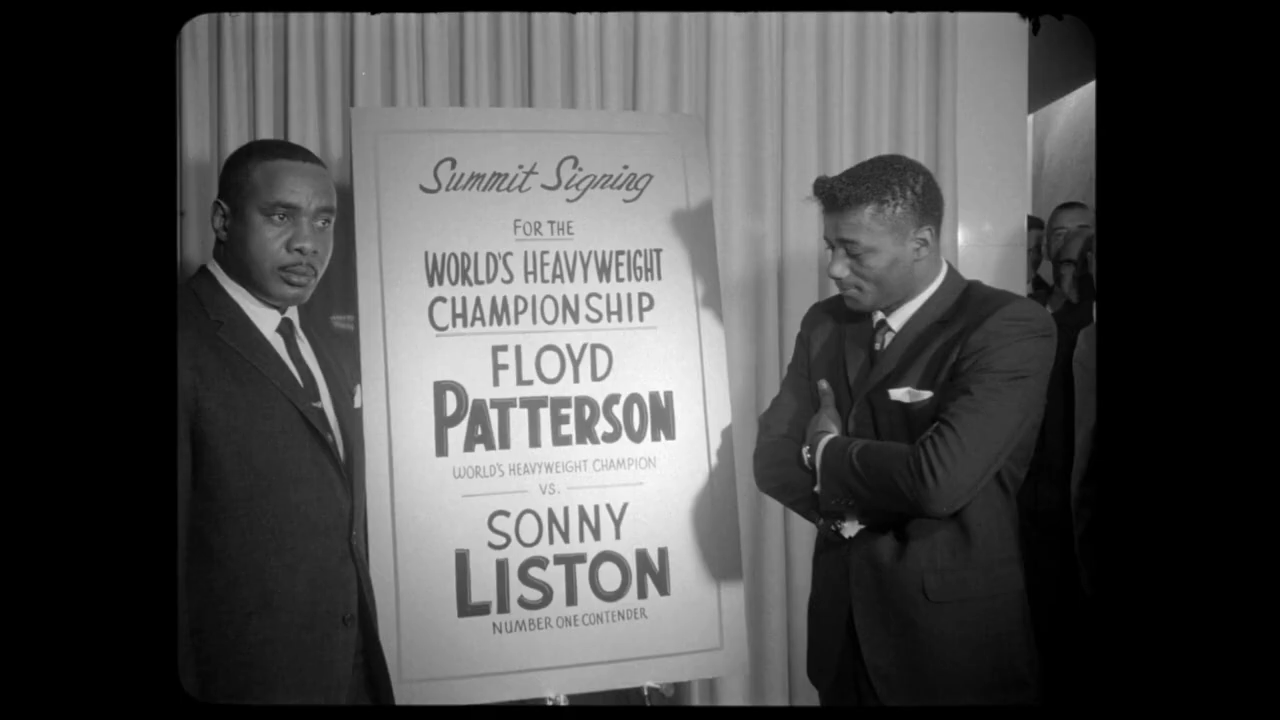 Summit Signing
FOR THE
WORLD'S HEAVYWEIGHT
CHAMPIONSHIP
FLOYD
PATTERSON
WORLD'S HEAVYWEIGHT CHAMPION
VS.
SONNY
LISTON
NUMBER ONE CONTENDER